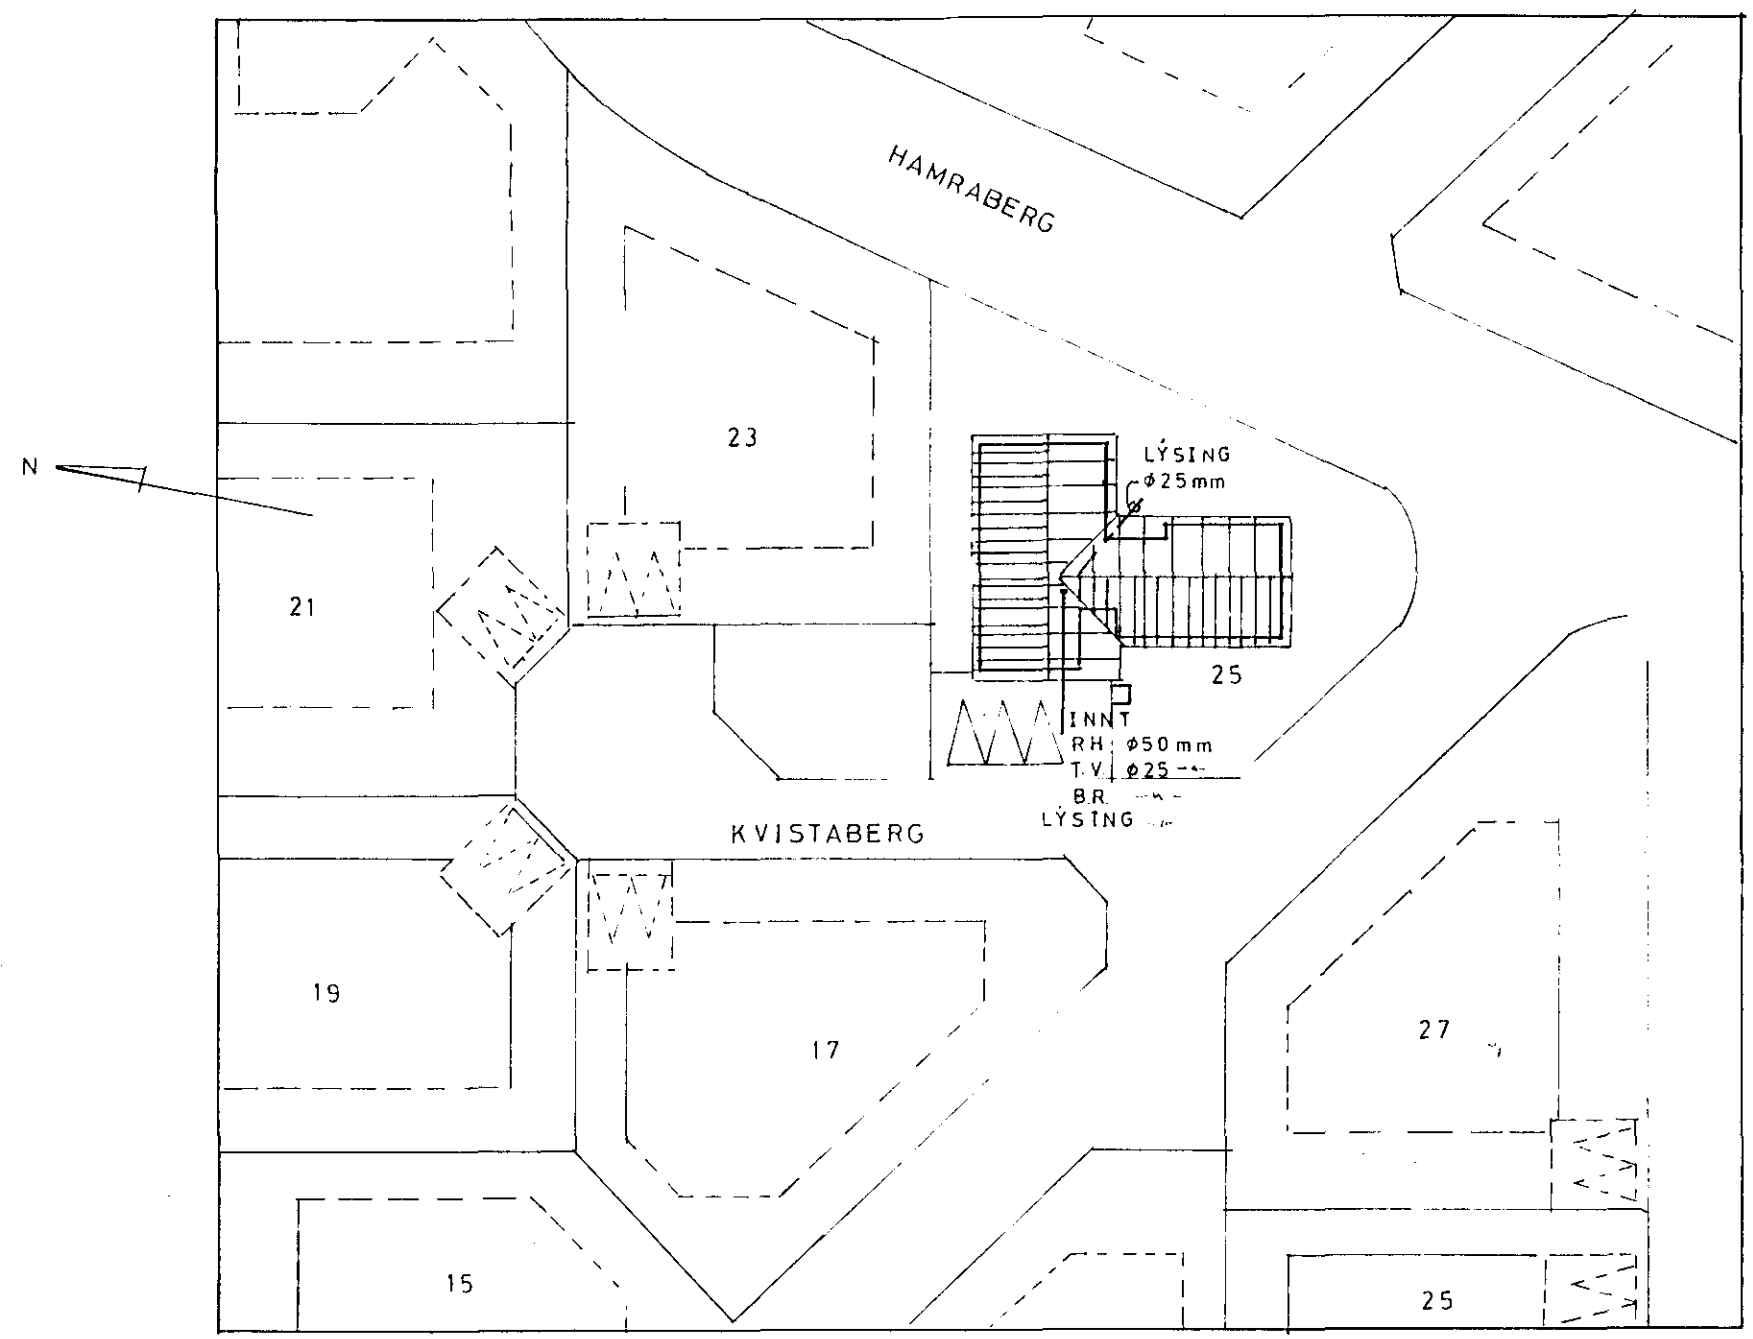 HAMRABERG
23
LÝSING
ø25mm
N
21
25
INNT
RH ø50mm
T.V. ø25 -"-
B.R. -"-
LÝSING -"-
KVISTABERG
19
17
27
15
25